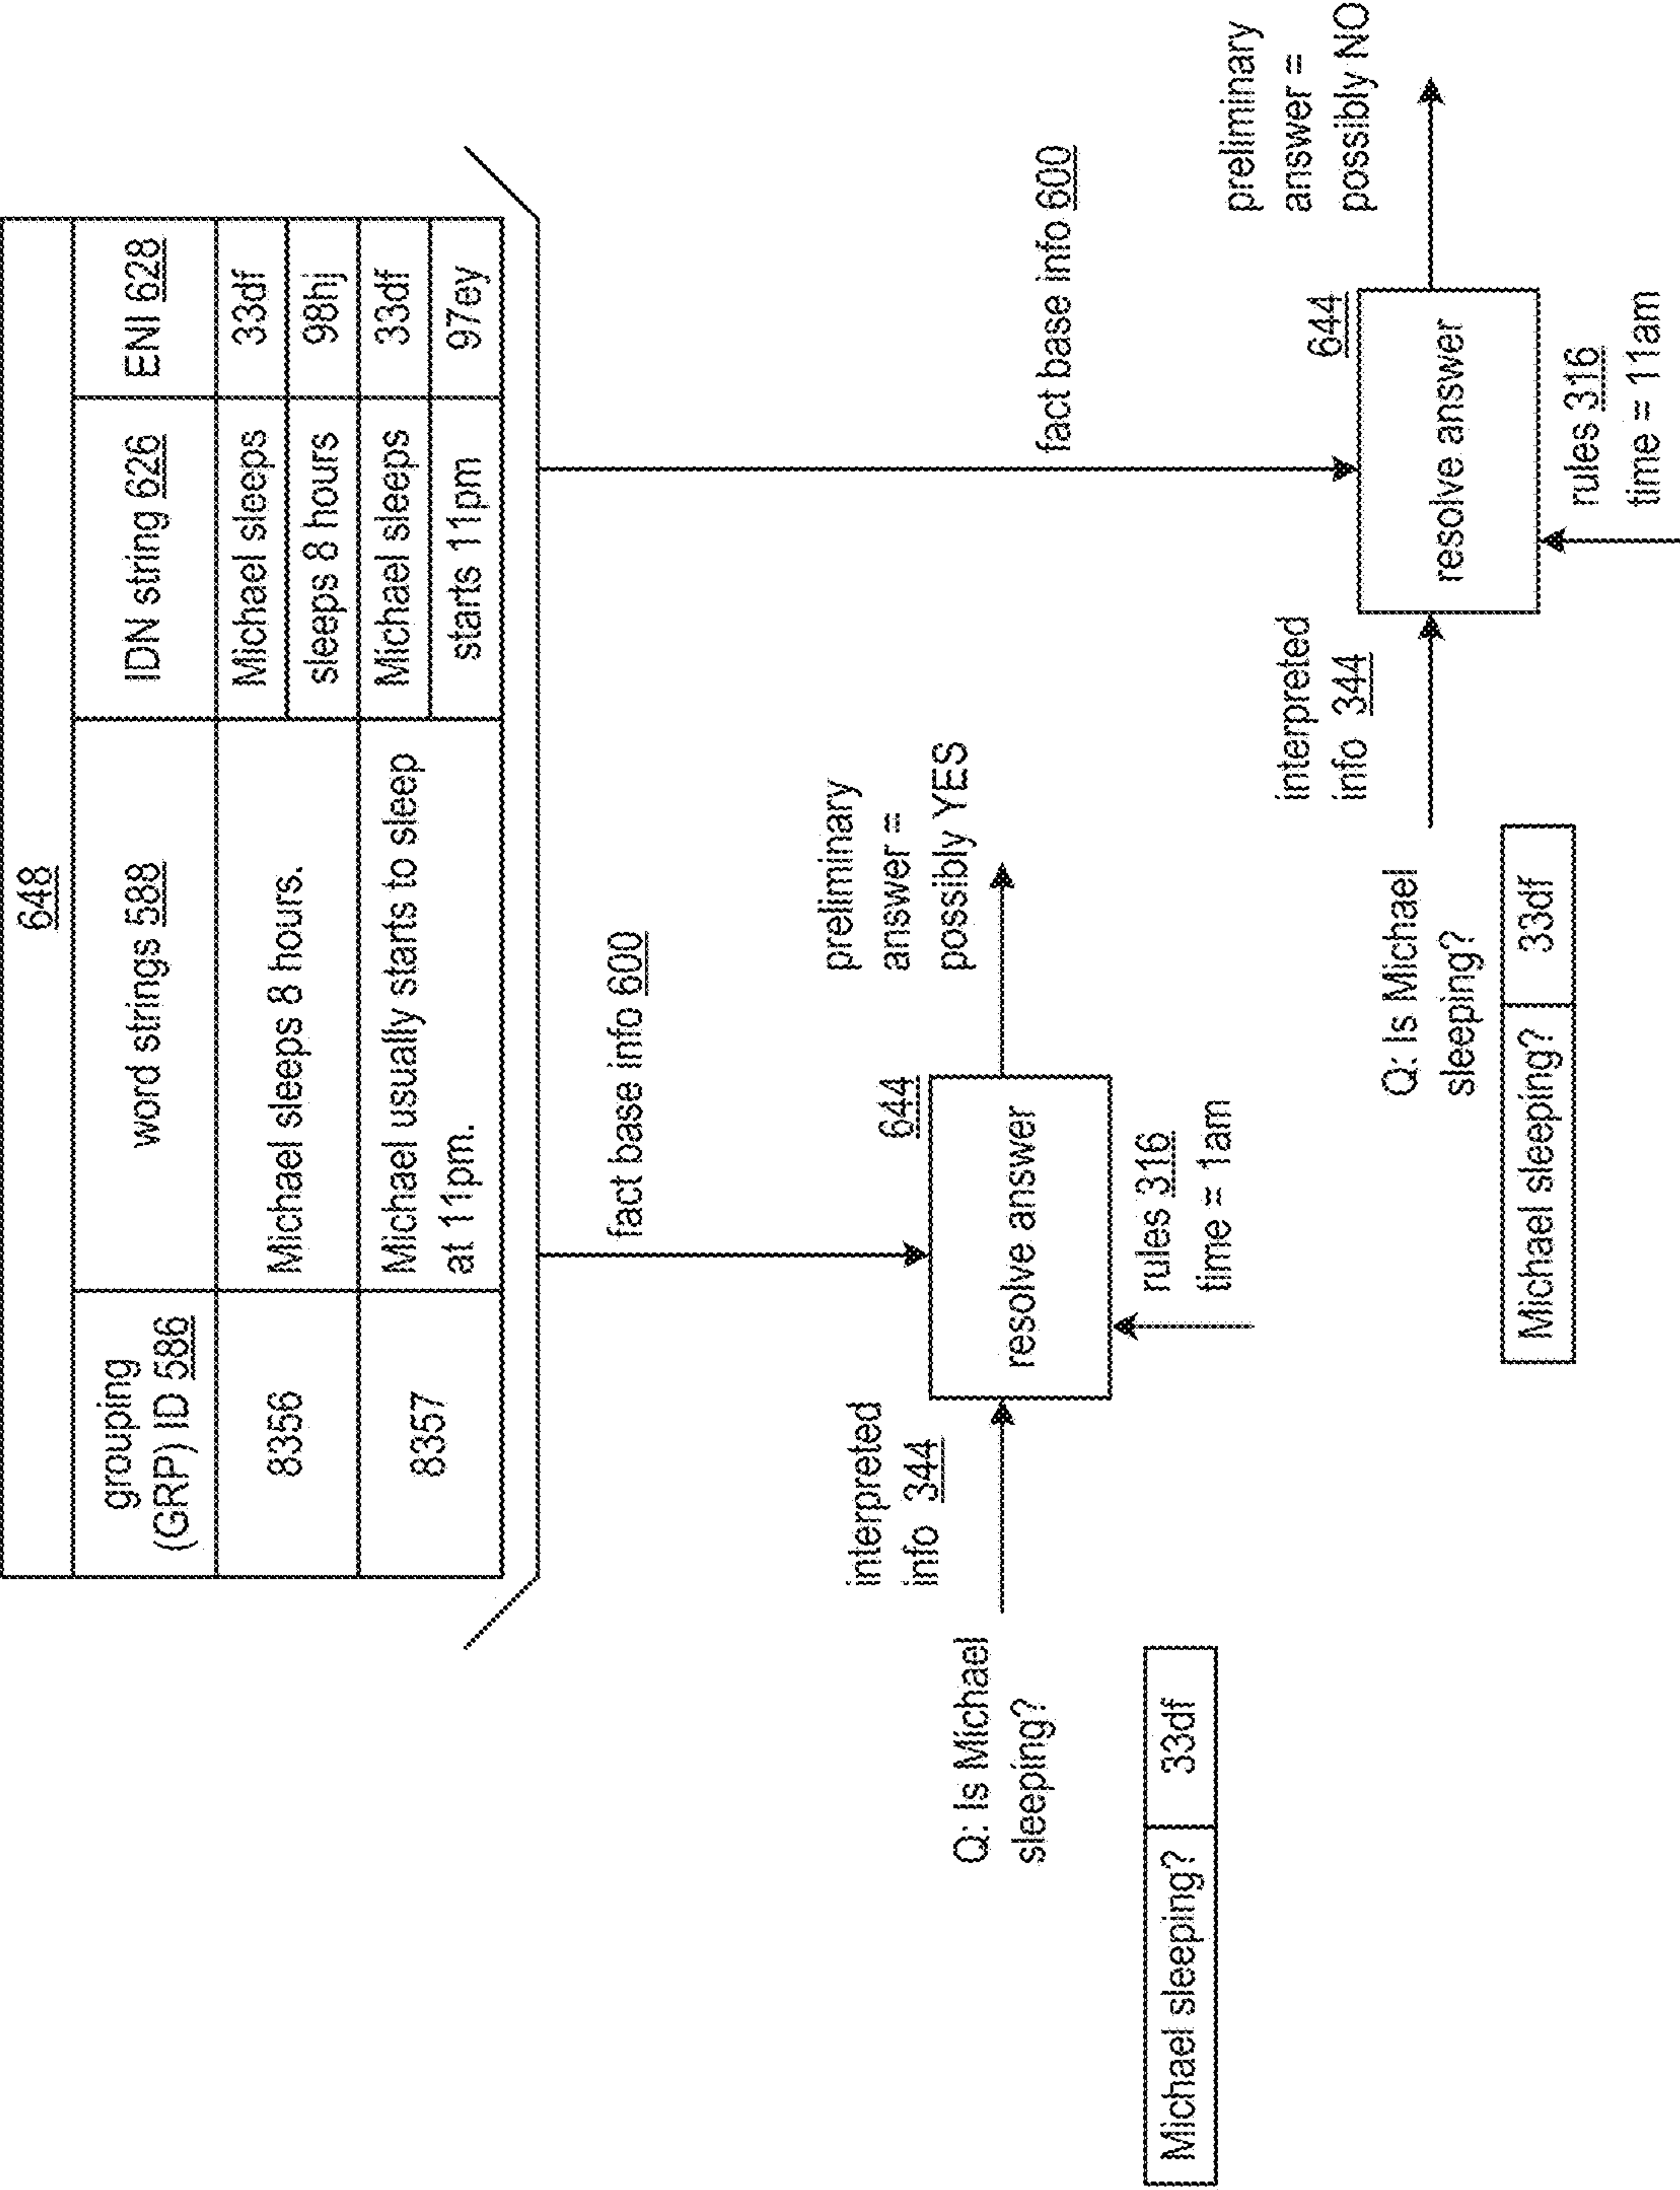 648
grouping
(GRP) ID 586
word strings 588
IDN string 626
ENI 628
8356
Michael sleeps 8 hours.
Michael sleeps
33df
sleeps 8 hours
98hj
8357
Michael usually starts to sleep
at 11pm.
Michael sleeps
33df
starts 11pm
97ey
fact base info 600
interpreted
info 344
644
resolve answer
preliminary
answer =
possibly YES
Q: Is Michael
sleeping?
rules 316
time = 1am
Michael sleeping?
33df
fact base info 600
interpreted
info 344
644
resolve answer
preliminary
answer =
possibly NO
Q: Is Michael
sleeping?
rules 316
time = 11am
Michael sleeping?
33df